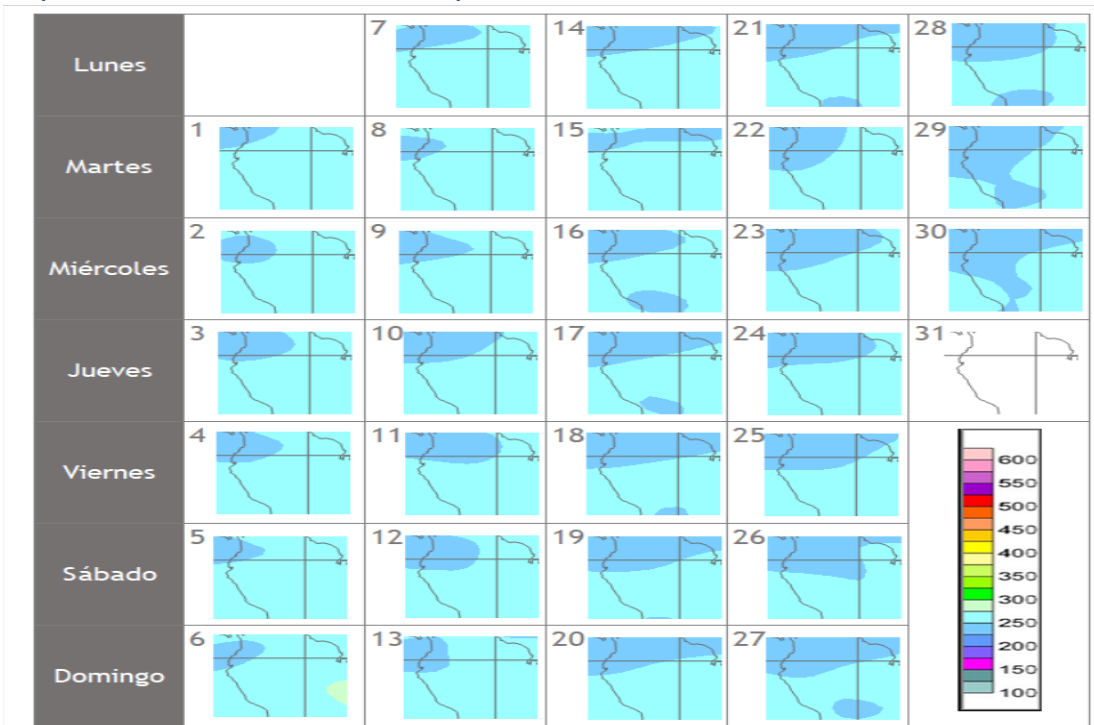 Lunes 7 14 21 28
Martes 1 8 15 22 29
Miércoles 2 9 16 23 30
Jueves 3 10 17 24 31
Viernes 4 11 18 25
Sábado 5 12 19 26
Domingo 6 13 20 27
600
550
500
450
400
350
300
250
200
150
100